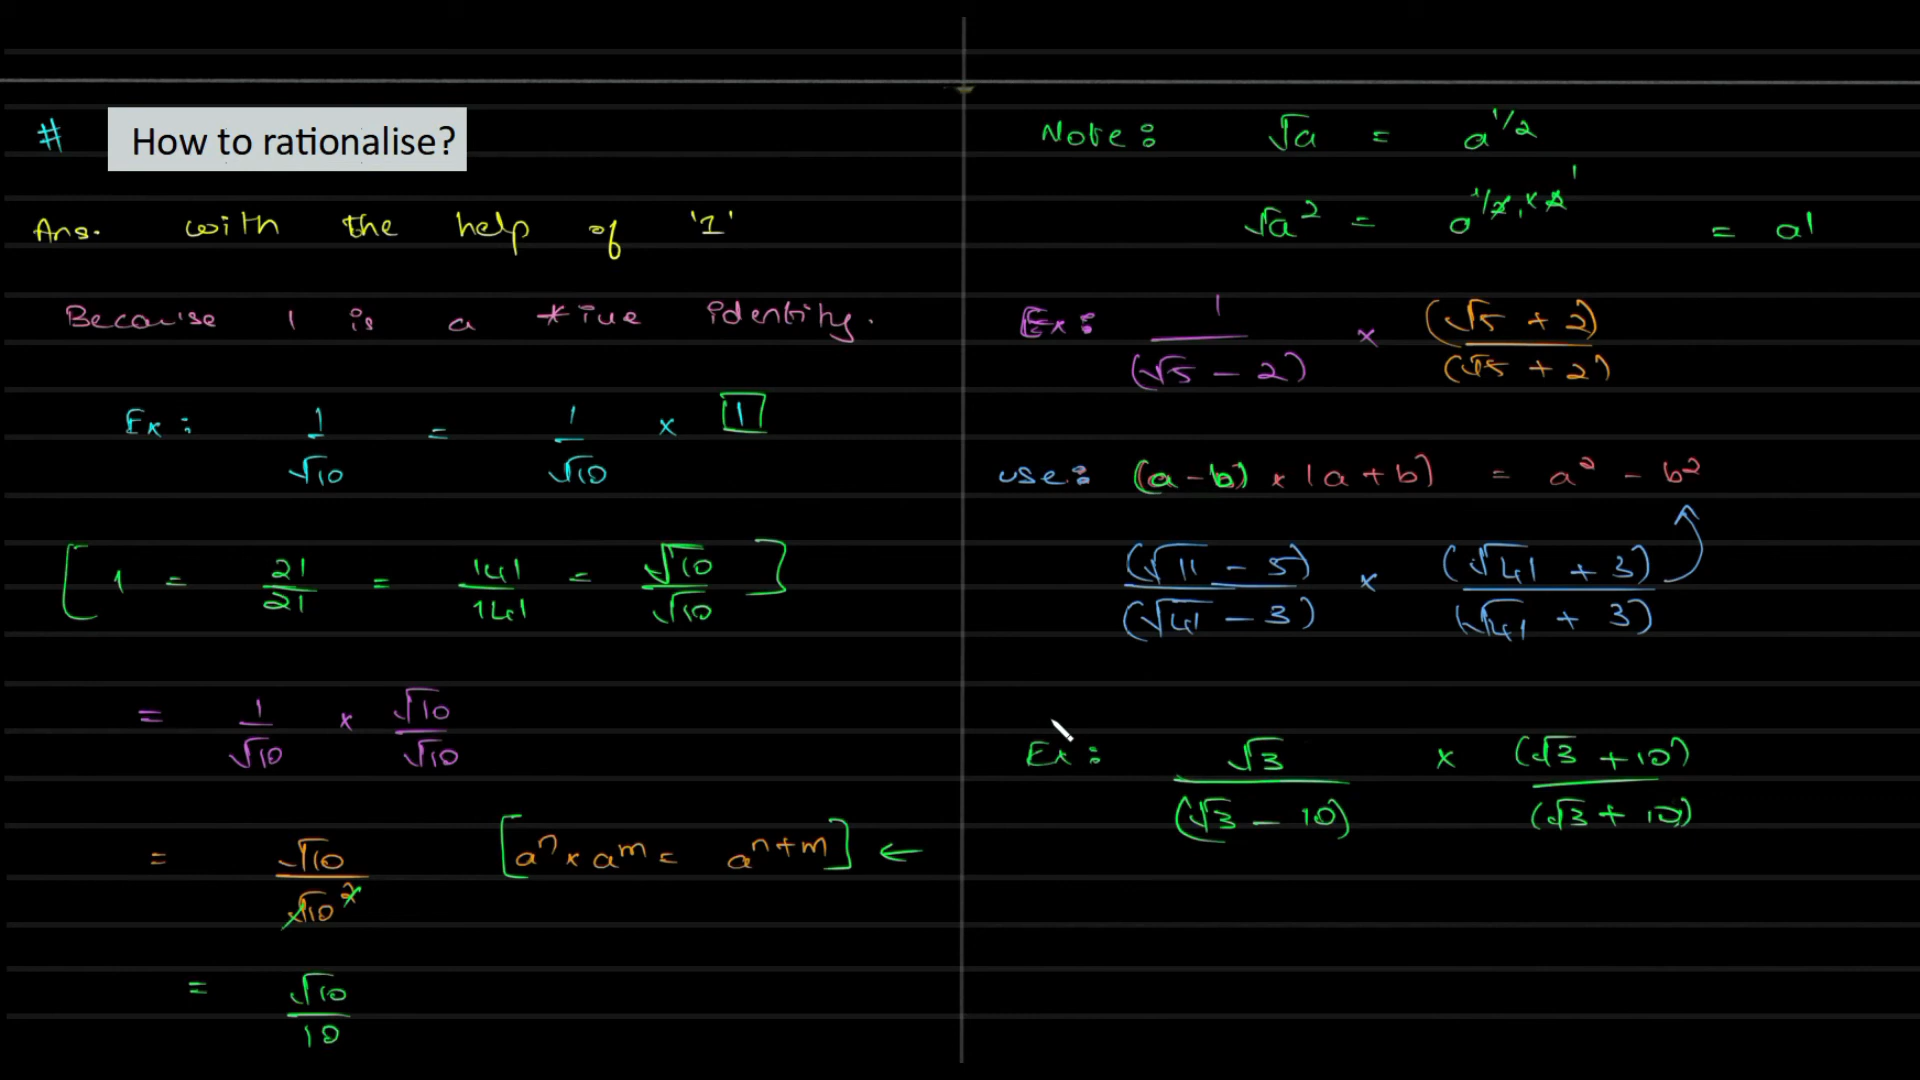 # How to rationalise?
Ans. with the help of '1'
Because 1 is a *ive identity.
Ex: 1/√10 = 1/√10 × 1
[ 1 = 21/21 = 141/141 = √10/√10 ]
= 1/√10 × √10/√10
= √10/√10² [aⁿ × aᵐ = aⁿ⁺ᵐ] ←
= √10/10
Note: √a = a^1/2
√a² = a^1/2 × 2 1 = a¹
Ex: 1/(√5 - 2) × (√5 + 2)/(√5 + 2)
use: (a - b) × (a + b) = a² - b²
(√11 - 5)/(√41 - 3) × (√41 + 3)/(√41 + 3)
Ex: √3/(√3 - 10) × (√3 + 10)/(√3 + 10)